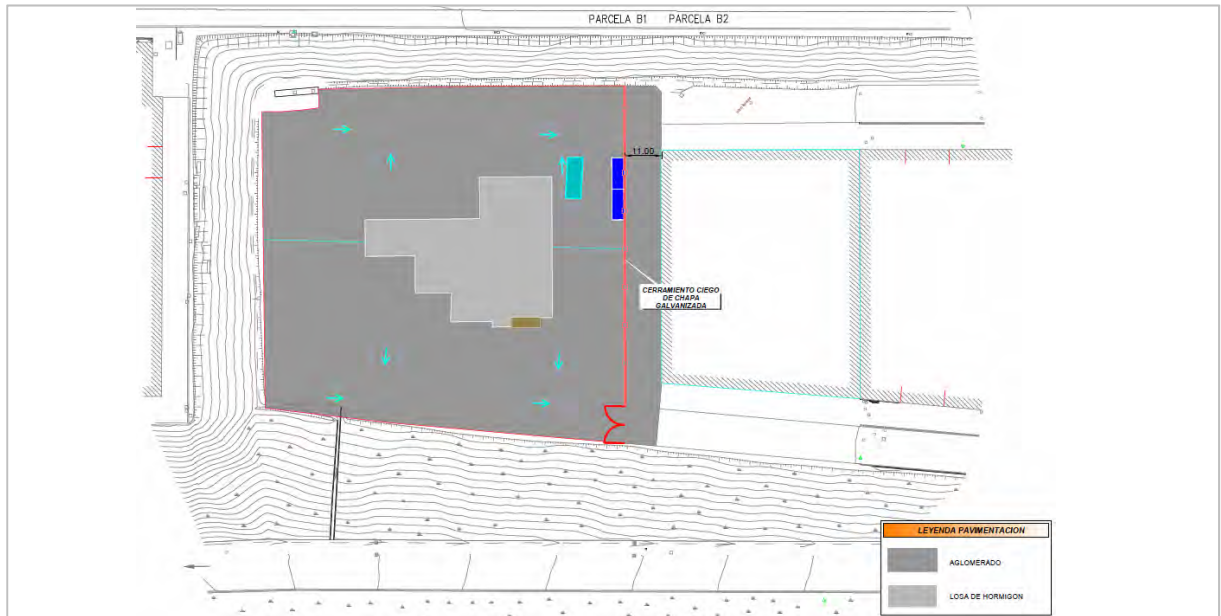 PARCELA B1 PARCELA B2
11.00
CERRAMIENTO CIEGO
DE CHAPA
GALVANIZADA
LEYENDA PAVIMENTACION
AGLOMERADO
LOSA DE HORMIGON